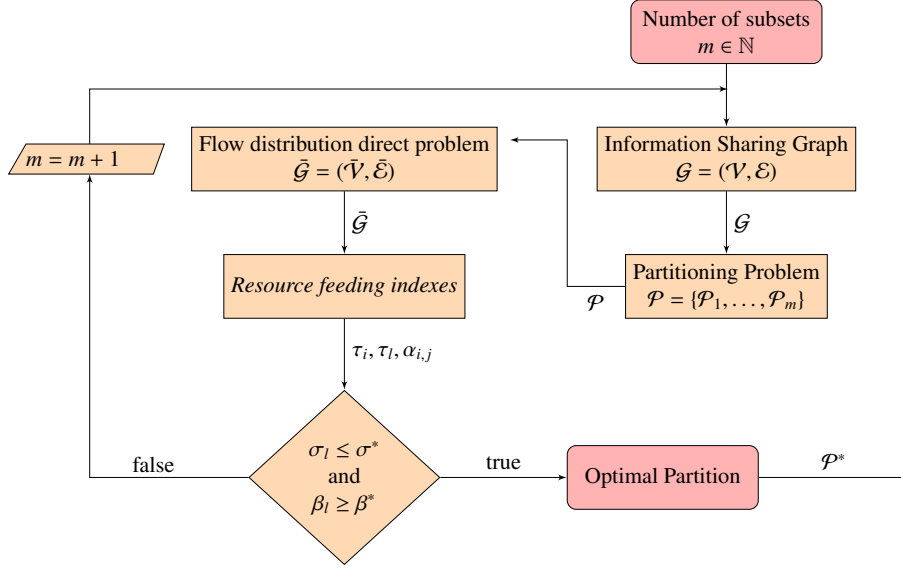 Number of subsets
m ∈ ℕ
Information Sharing Graph
𝒢 = (𝒱, ℰ)
𝒢
Partitioning Problem
𝒫 = {𝒫₁, . . . , 𝒫ₘ}
𝒫
Flow distribution direct problem
𝒢̄ = (𝒱̄, ℰ̄)
𝒢̄
Resource feeding indexes
τᵢ, τₗ, αᵢ,ⱼ
σₗ ≤ σ*
and
βₗ ≥ β*
false
m = m + 1
true
Optimal Partition
𝒫*